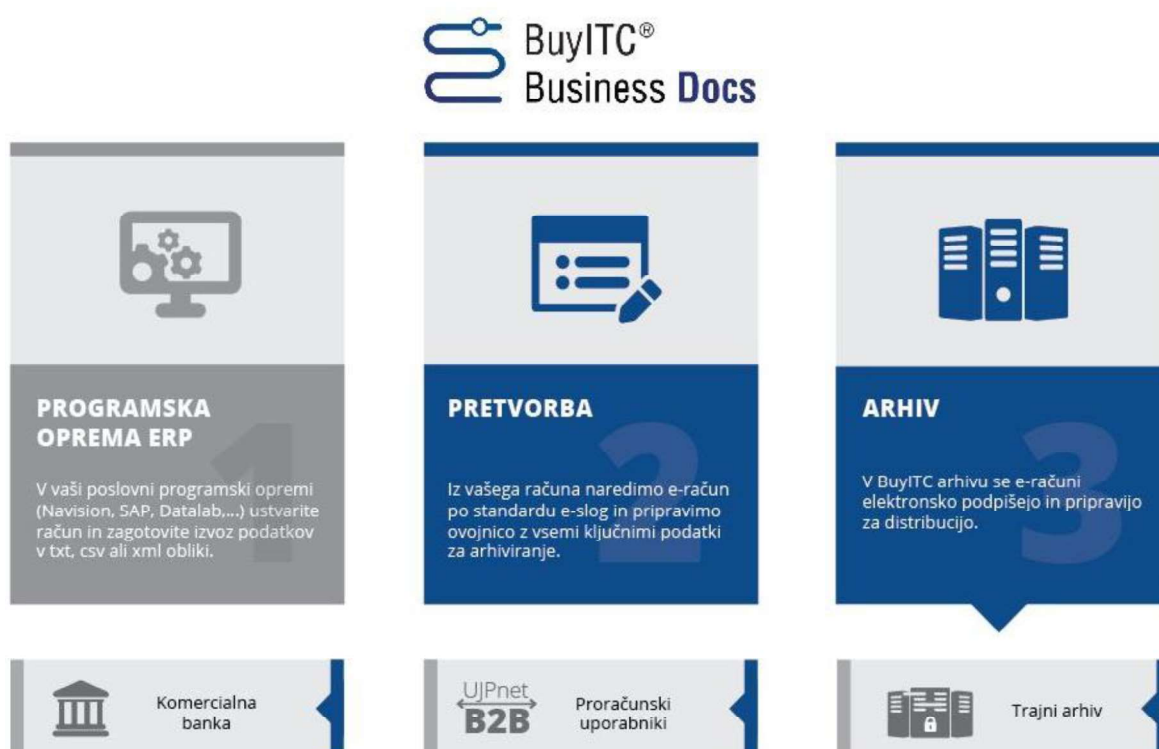 BuyITC®
Business Docs
PROGRAMSKA
OPREMA ERP
1
V vaši poslovni programski opremi
(Navision, SAP, Datalab,...) ustvarite
račun in zagotovite izvoz podatkov
v txt, csv ali xml obliki.
PRETVORBA
2
Iz vašega računa naredimo e-račun
po standardu e-slog in pripravimo
ovojnico z vsemi ključnimi podatki
za arhiviranje.
ARHIV
3
V BuyITC arhivu se e-računi
elektronsko podpišejo in pripravijo
za distribucijo.
Komercialna
banka
UJPnet
B2B
Proračunski
uporabniki
Trajni arhiv